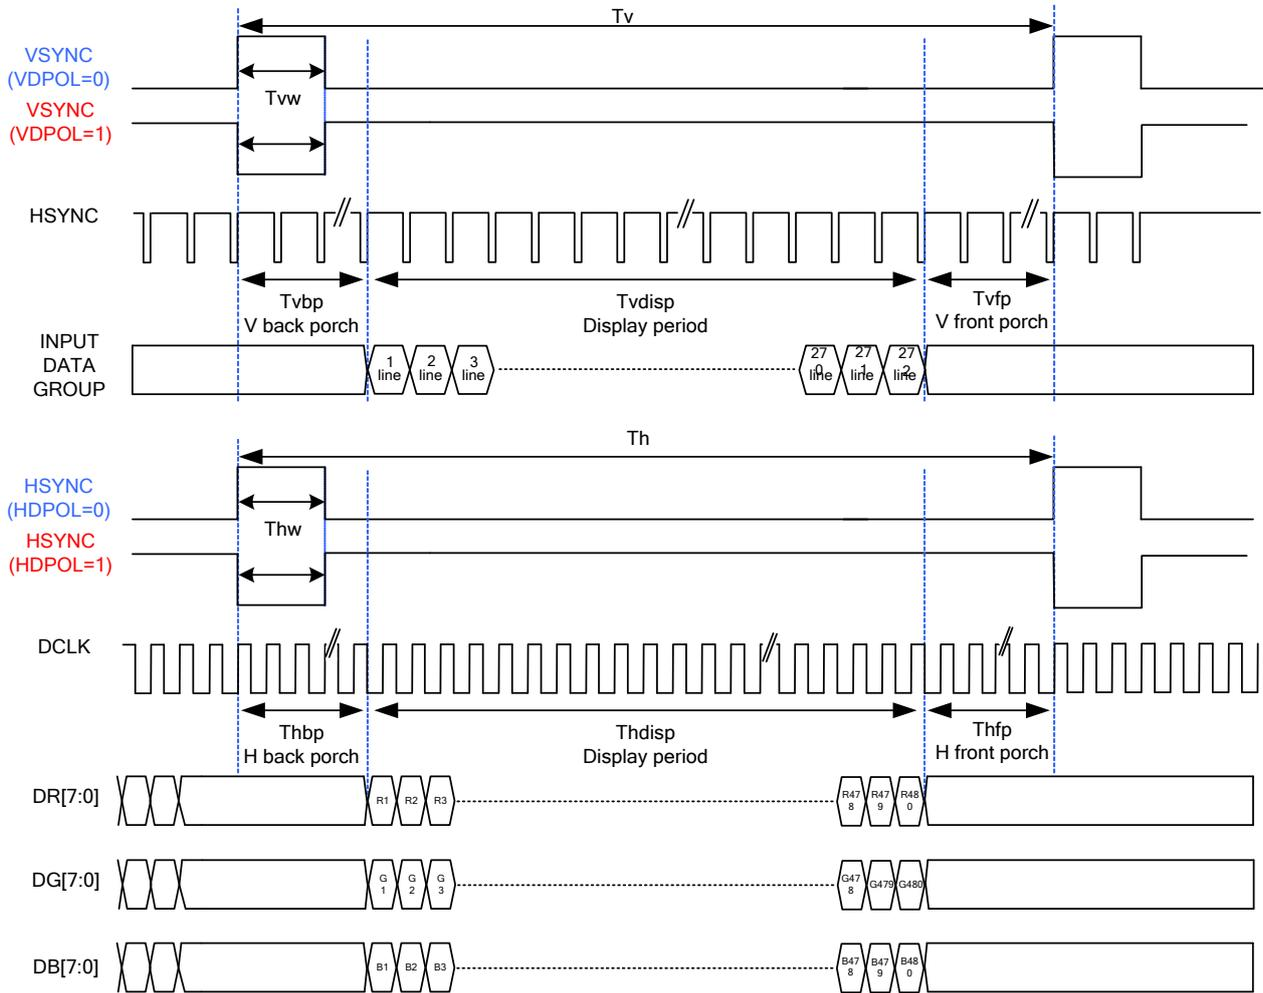 Tv
VSYNC
(VDPOL=0)
Tvw
VSYNC
(VDPOL=1)
HSYNC
Tvbp
V back porch
Tvdisp
Display period
Tvfp
V front porch
INPUT
DATA
GROUP
1
line
2
line
3
line
27
0
line
27
1
line
27
2
line
Th
HSYNC
(HDPOL=0)
Thw
HSYNC
(HDPOL=1)
DCLK
Thbp
H back porch
Thdisp
Display period
Thfp
H front porch
DR[7:0]
R1
R2
R3
R47
8
R47
9
R48
0
DG[7:0]
G
1
G
2
G
3
G47
8
G479
G480
DB[7:0]
B1
B2
B3
B47
8
B47
9
B48
0